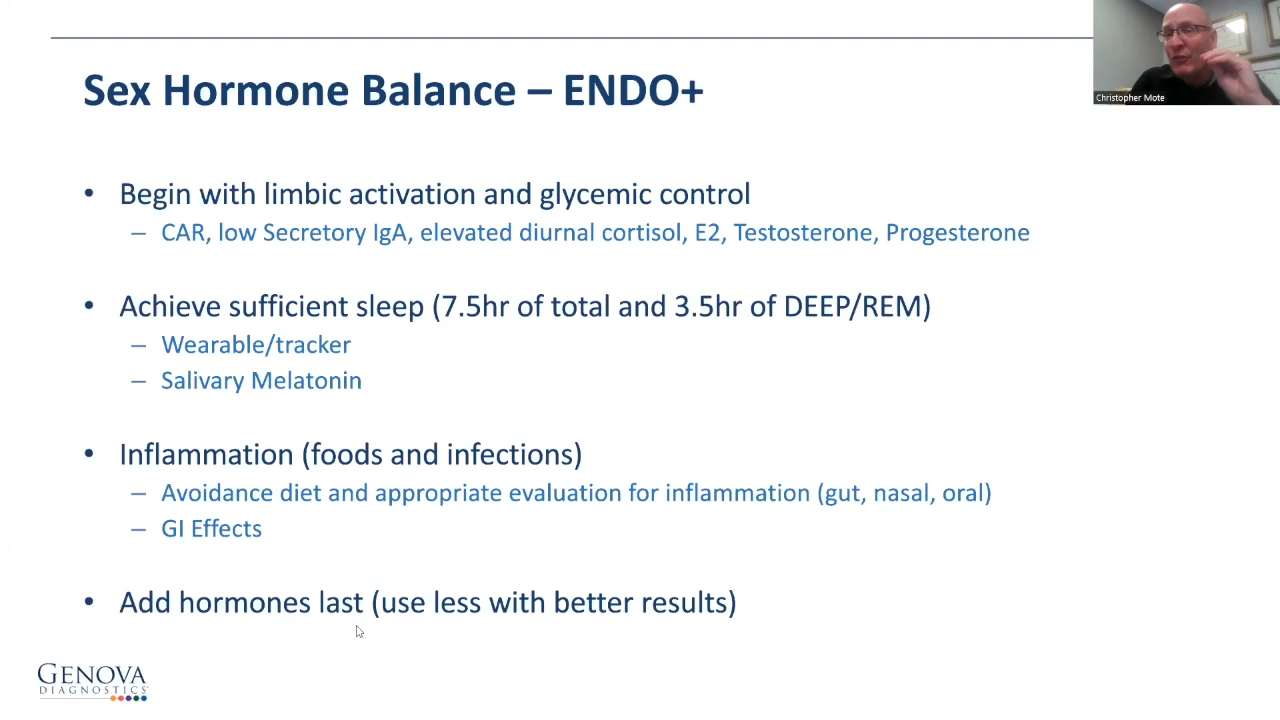 Sex Hormone Balance – ENDO+
Christopher Mote
• Begin with limbic activation and glycemic control
– CAR, low Secretory IgA, elevated diurnal cortisol, E2, Testosterone, Progesterone
• Achieve sufficient sleep (7.5hr of total and 3.5hr of DEEP/REM)
– Wearable/tracker
– Salivary Melatonin
• Inflammation (foods and infections)
– Avoidance diet and appropriate evaluation for inflammation (gut, nasal, oral)
– GI Effects
• Add hormones last (use less with better results)
GENOVA
DIAGNOSTICS